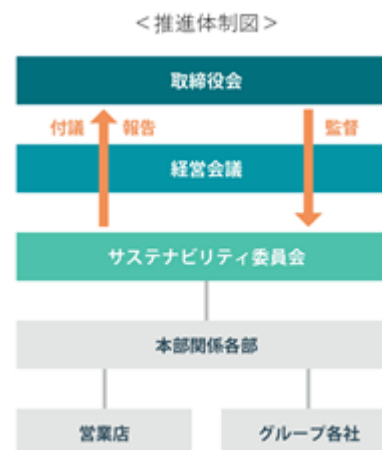 <推進体制図>
取締役会
付議 報告 監督
経営会議
サステナビリティ委員会
本部関係各部
営業店 グループ各社